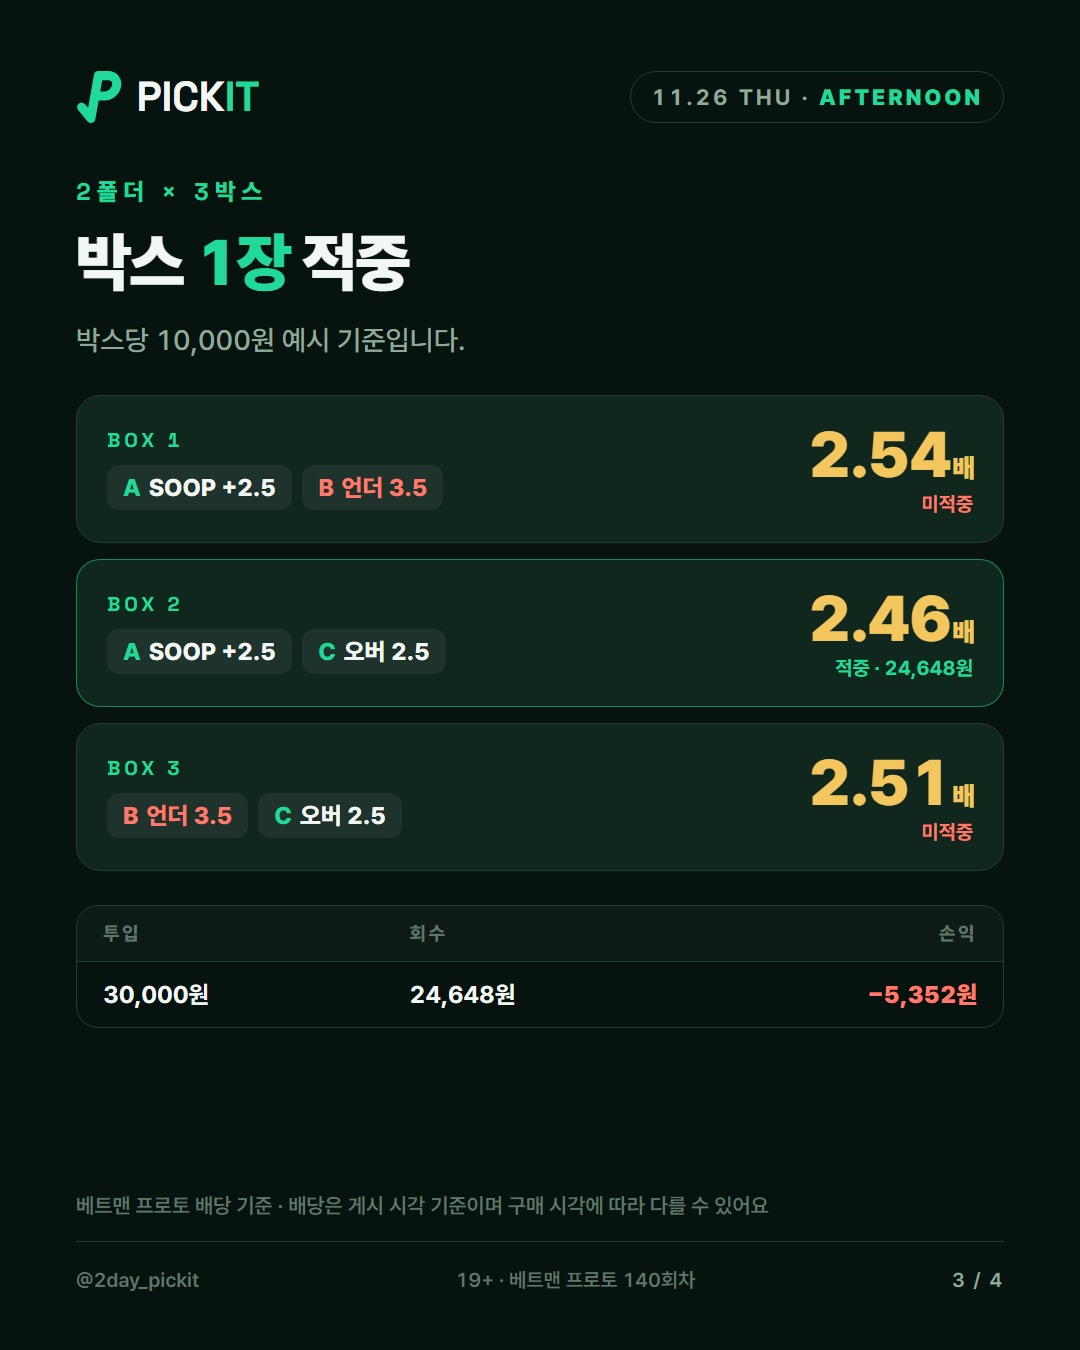 PICKIT
11.26 THU · AFTERNOON
2폴더 × 3박스
박스 1장 적중
박스당 10,000원 예시 기준입니다.
BOX 1
A SOOP +2.5 B 언더 3.5
2.54배
미적중
BOX 2
A SOOP +2.5 C 오버 2.5
2.46배
적중 · 24,648원
BOX 3
B 언더 3.5 C 오버 2.5
2.51배
미적중
투입 회수 손익
30,000원 24,648원 −5,352원
베트맨 프로토 배당 기준 · 배당은 게시 시각 기준이며 구매 시각에 따라 다를 수 있어요
@2day_pickit 19+ · 베트맨 프로토 140회차 3 / 4